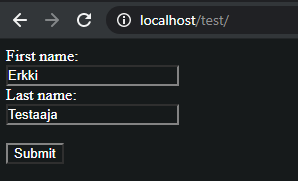 localhost/test/
First name:
Erkki
Last name:
Testaaja
Submit